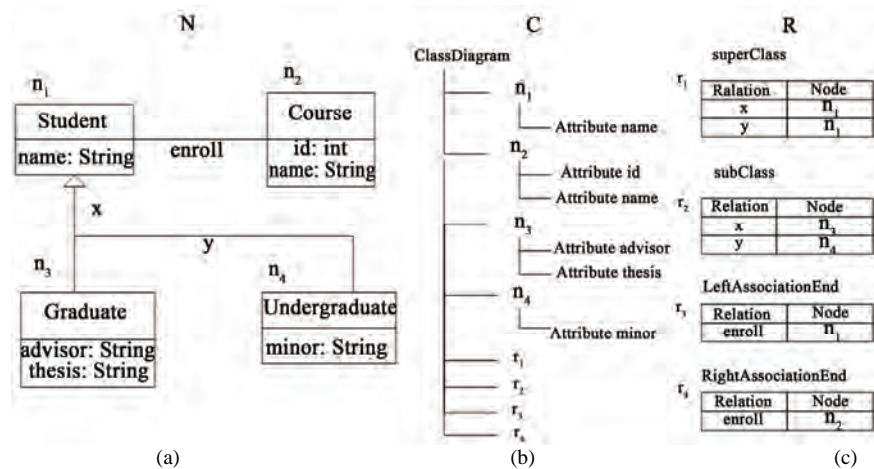 N
n1
Student
name: String
enroll
n2
Course
id: int
name: String
x
y
n3
Graduate
advisor: String
thesis: String
n4
Undergraduate
minor: String
(a)
C
ClassDiagram
n1
Attribute name
n2
Attribute id
Attribute name
n3
Attribute advisor
Attribute thesis
n4
Attribute minor
r1
r2
r3
r4
(b)
R
superClass
r1
Ralation Node
x n1
y n1
subClass
r2
Relation Node
x n3
y n4
LeftAssociationEnd
r3
Relation Node
enroll n1
RightAssociationEnd
r4
Relation Node
enroll n2
(c)